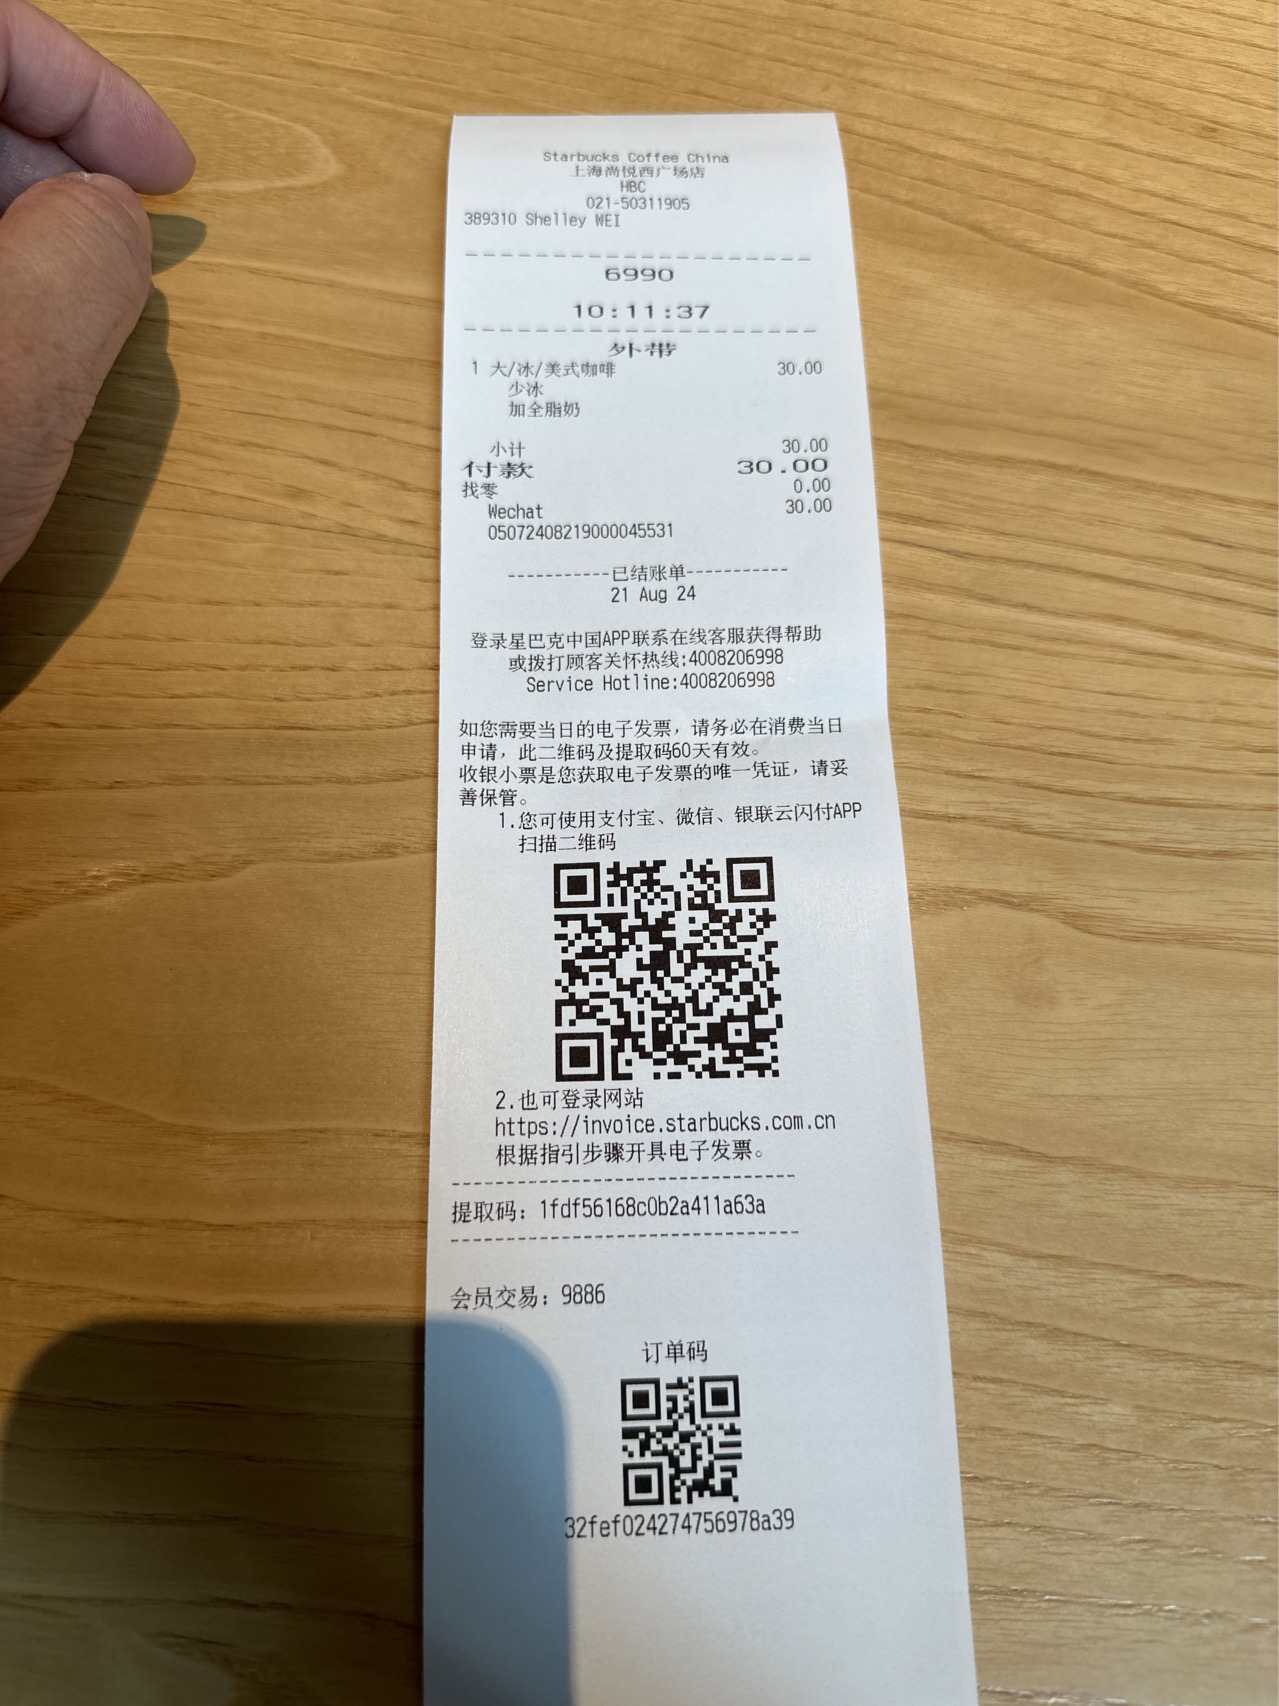 Starbucks Coffee China
上海尚悦西广场店
HBC
021-50311905
389310 Shelley WEI
6990
10:11:37
外带
1 大/冰/美式咖啡 30.00
少冰
加全脂奶
小计 30.00
付款 30.00
找零 0.00
Wechat 30.00
05072408219000045531
-----------已结账单-----------
21 Aug 24
登录星巴克中国APP联系在线客服获得帮助
或拨打顾客关怀热线:4008206998
Service Hotline:4008206998
如您需要当日的电子发票，请务必在消费当日
申请，此二维码及提取码60天有效。
收银小票是您获取电子发票的唯一凭证，请妥
善保管。
1.您可使用支付宝、微信、银联云闪付APP
扫描二维码
2.也可登录网站
https://invoice.starbucks.com.cn
根据指引步骤开具电子发票。
提取码：1fdf56168c0b2a411a63a
会员交易：9886
订单码
32fef024274756978a39